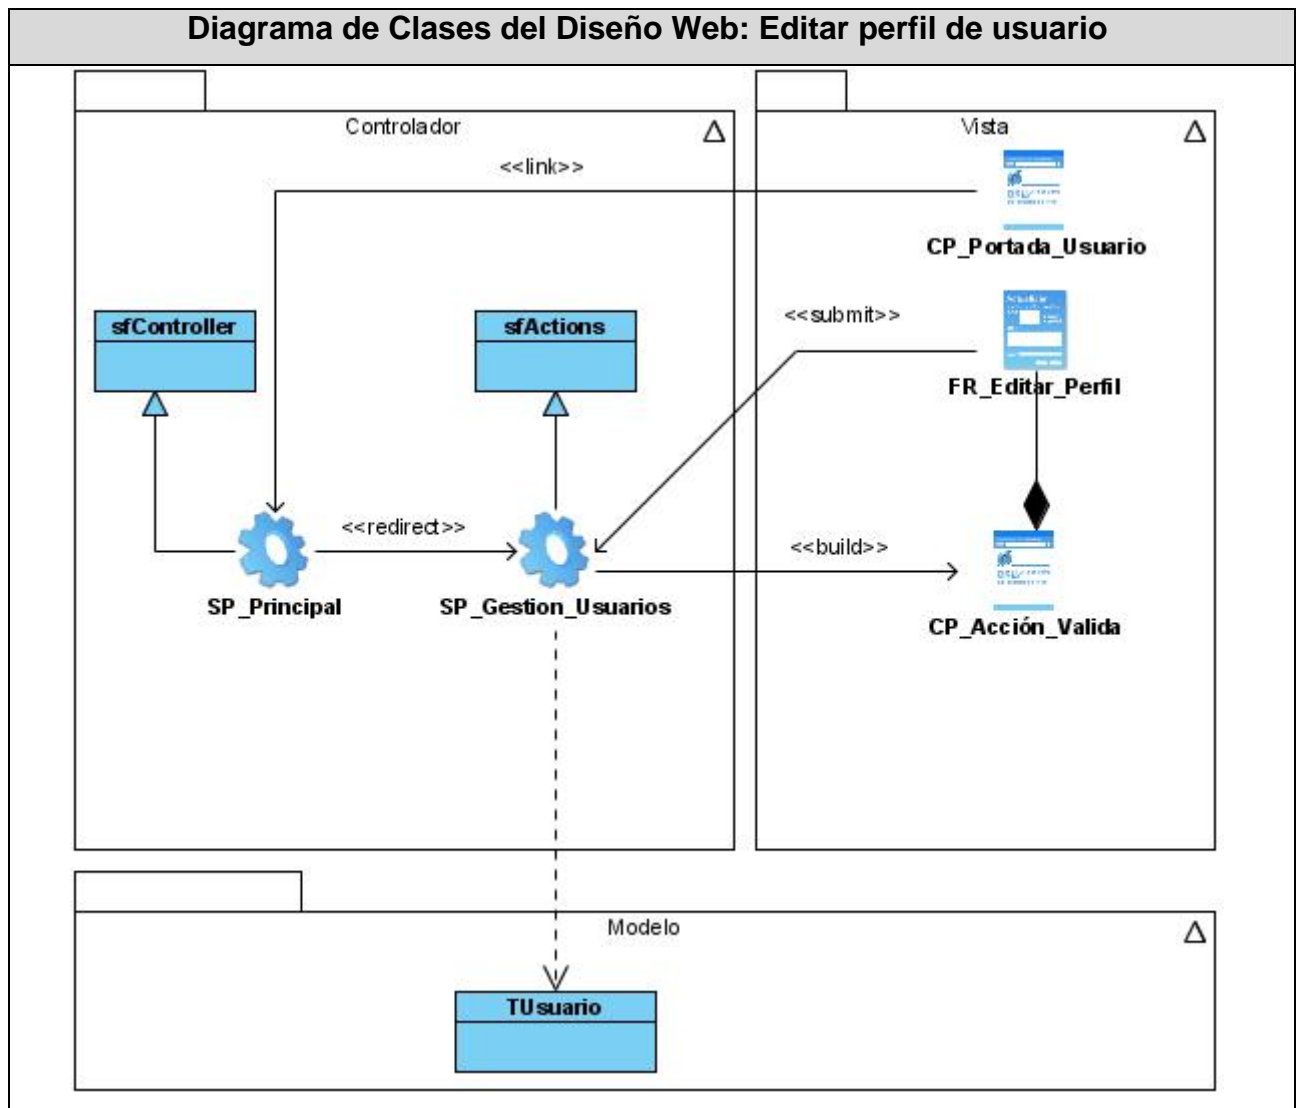 Diagrama de Clases del Diseño Web: Editar perfil de usuario
Controlador
Vista
<<link>>
CP_Portada_Usuario
sfController
sfActions
<<submit>>
FR_Editar_Perfil
<<redirect>>
<<build>>
SP_Principal
SP_Gestion_Usuarios
CP_Acción_Valida
Modelo
TUsuario